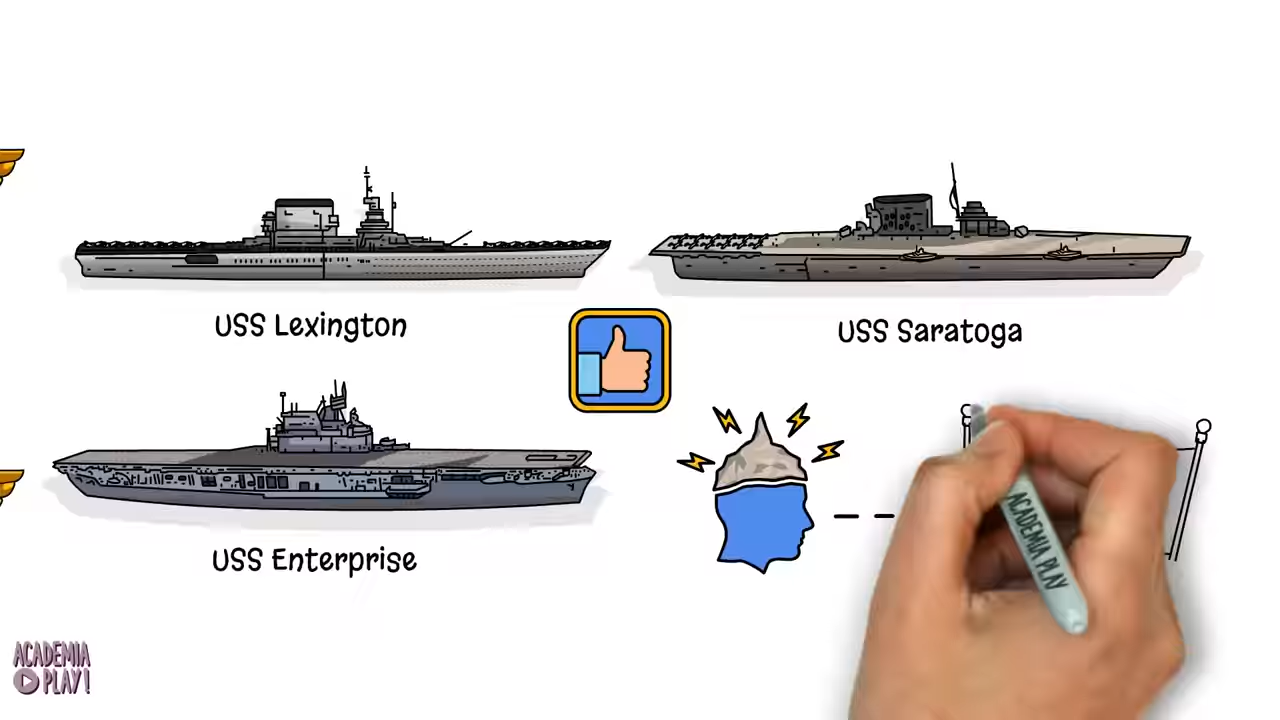 USS Lexington
USS Saratoga
USS Enterprise
ACADEMIA PLAY
ACADEMIA
PLAY!